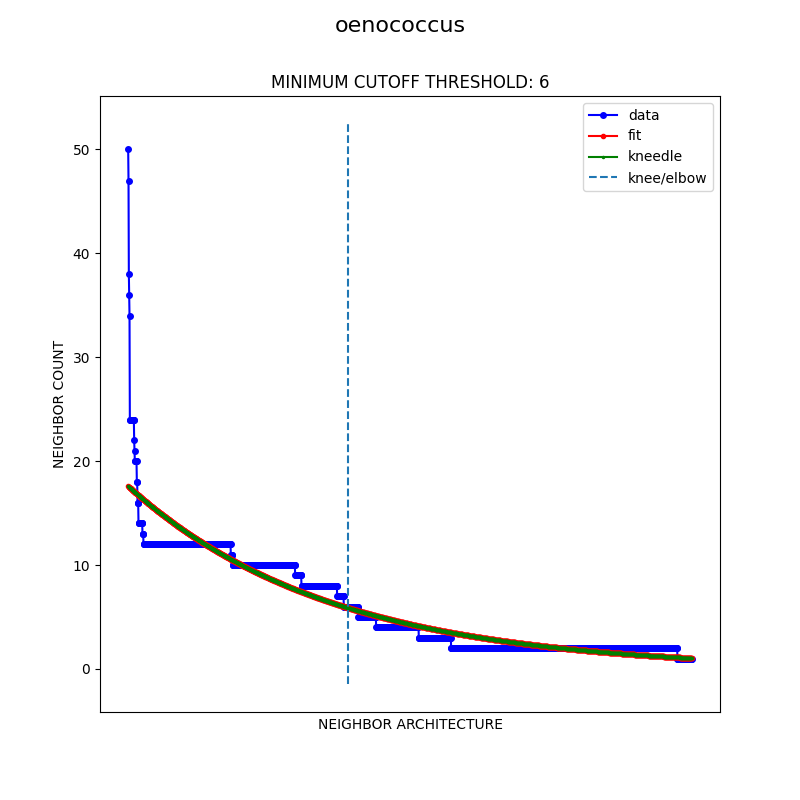 oenococcus
MINIMUM CUTOFF THRESHOLD: 6
data
fit
kneedle
knee/elbow
50
40
30
20
10
0
NEIGHBOR COUNT
NEIGHBOR ARCHITECTURE